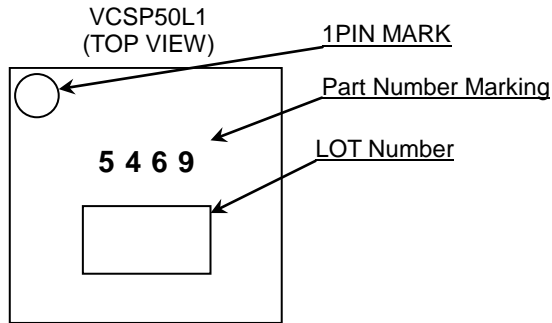 VCSP50L1
(TOP VIEW)
1PIN MARK
Part Number Marking
5 4 6 9
LOT Number